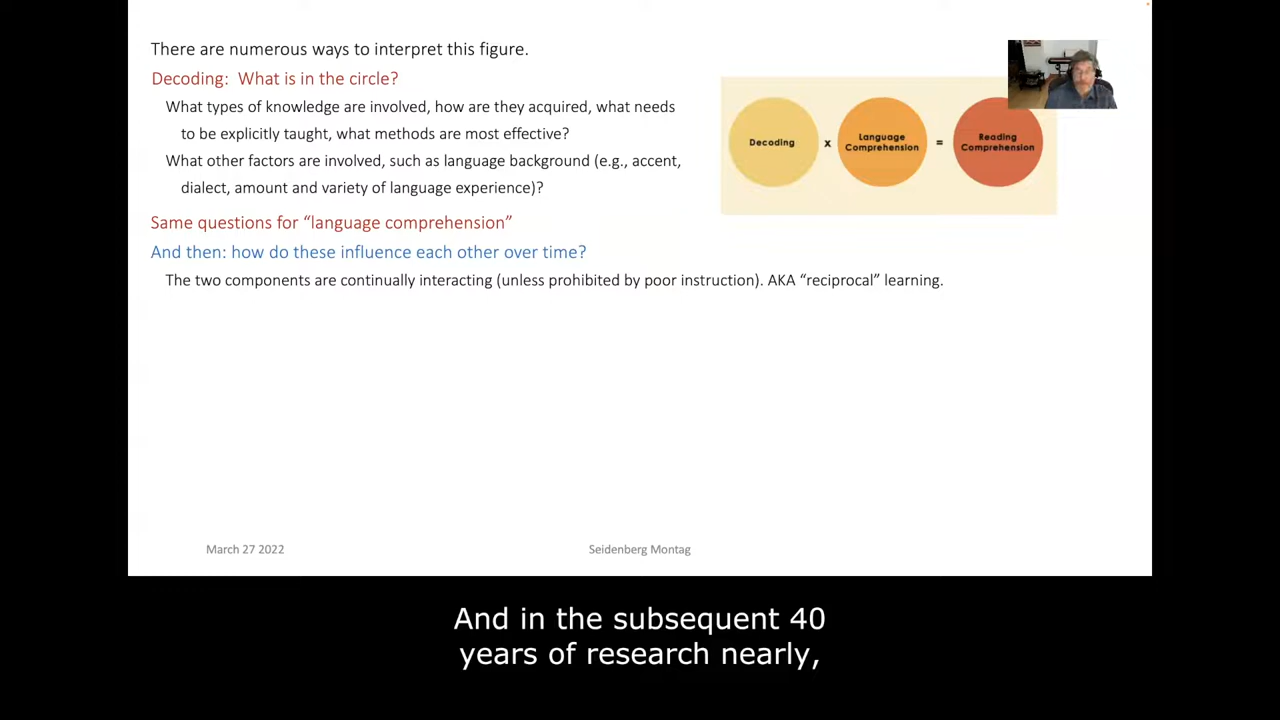 There are numerous ways to interpret this figure.
Decoding: What is in the circle?
What types of knowledge are involved, how are they acquired, what needs
to be explicitly taught, what methods are most effective?
What other factors are involved, such as language background (e.g., accent,
dialect, amount and variety of language experience)?
Same questions for “language comprehension”
And then: how do these influence each other over time?
The two components are continually interacting (unless prohibited by poor instruction). AKA “reciprocal” learning.
Decoding
x
Language
Comprehension
=
Reading
Comprehension
March 27 2022
Seidenberg Montag
And in the subsequent 40
years of research nearly,